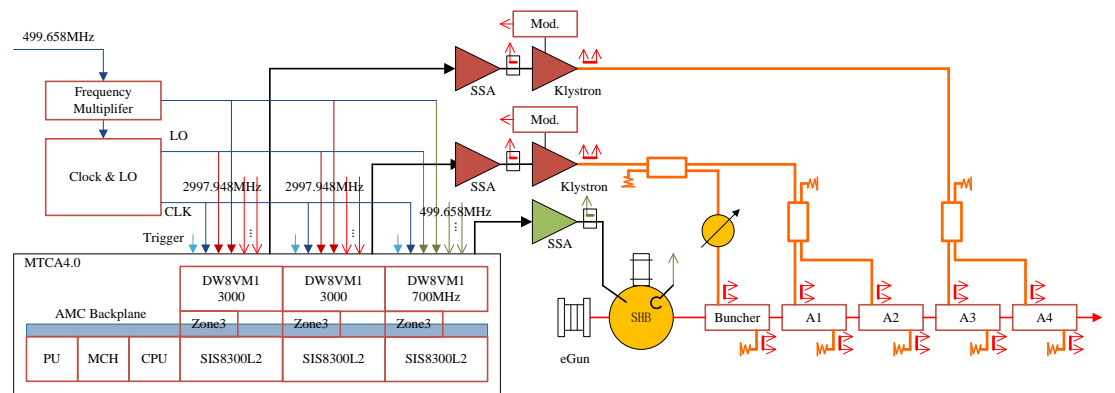 499.658MHz
Frequency
Multiplifer
LO
Clock & LO
2997.948MHz
2997.948MHz
CLK
499.658MHz
Trigger
...
...
...
Mod.
SSA
Klystron
Mod.
SSA
Klystron
SSA
MTCA4.0
DW8VM1
3000
DW8VM1
3000
DW8VM1
700MHz
AMC Backplane
Zone3
Zone3
Zone3
PU
MCH
CPU
SIS8300L2
SIS8300L2
SIS8300L2
eGun
SHB
Buncher
A1
A2
A3
A4